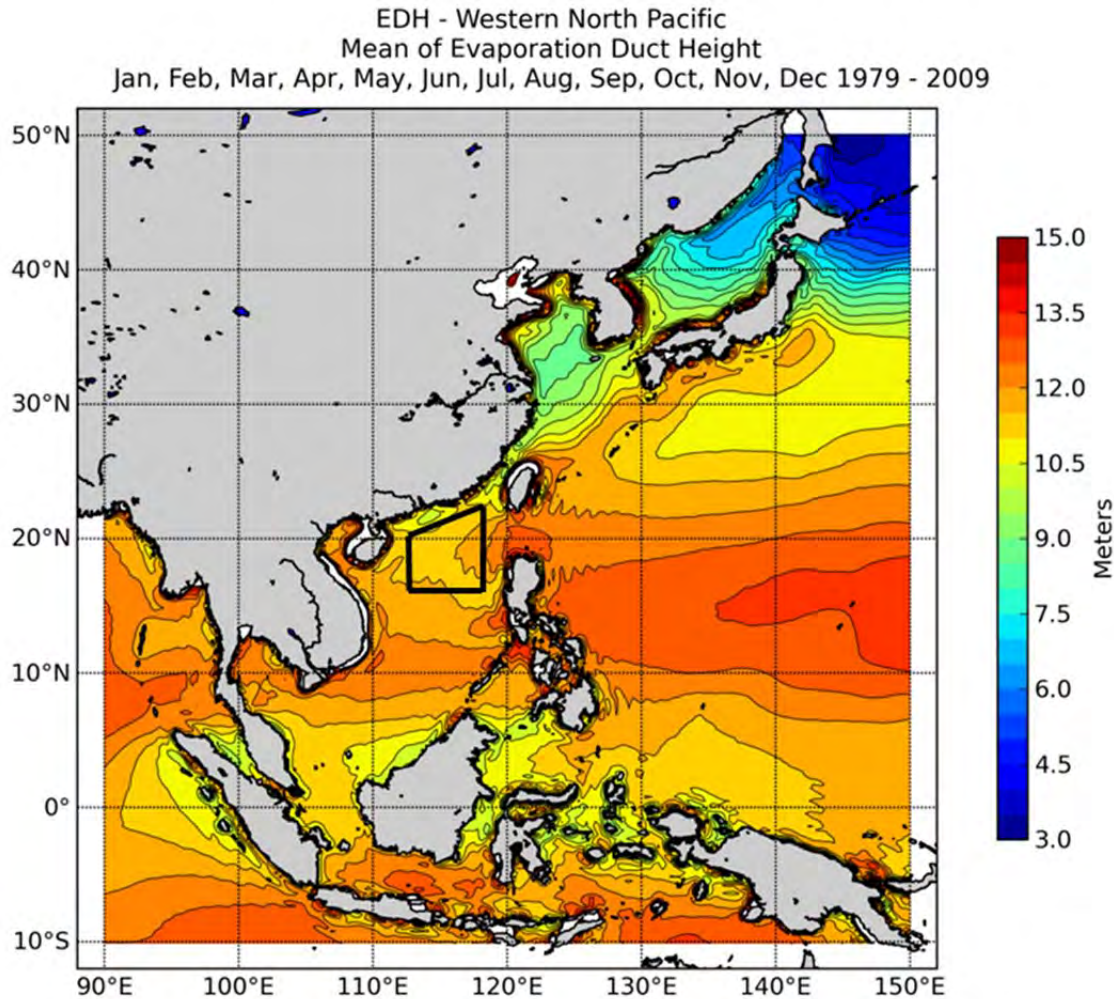 EDH - Western North Pacific
Mean of Evaporation Duct Height
Jan, Feb, Mar, Apr, May, Jun, Jul, Aug, Sep, Oct, Nov, Dec 1979 - 2009
50°N
40°N
30°N
20°N
10°N
0°
10°S
90°E 100°E 110°E 120°E 130°E 140°E 150°E
15.0
13.5
12.0
10.5
9.0
7.5
6.0
4.5
3.0
Meters